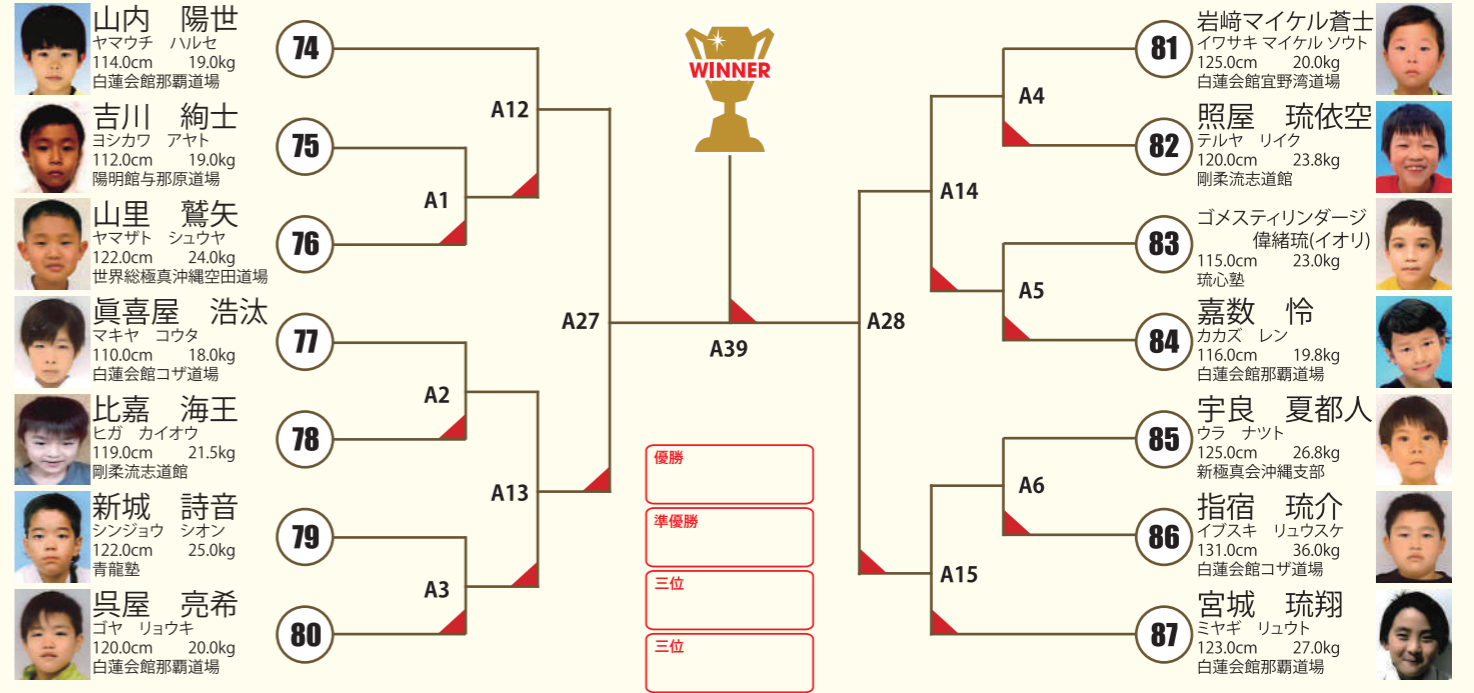 山内　陽世
ヤマウチ　ハルセ
114.0cm　19.0kg
白蓮会館那覇道場
74
吉川　絢士
ヨシカワ　アヤト
112.0cm　19.0kg
陽明館与那原道場
75
山里　鷲矢
ヤマザト　シュウヤ
122.0cm　24.0kg
世界総極真沖縄空田道場
76
眞喜屋　浩汰
マキヤ　コウタ
110.0cm　18.0kg
白蓮会館コザ道場
77
比嘉　海王
ヒガ　カイオウ
119.0cm　21.5kg
剛柔流志道館
78
新城　詩音
シンジョウ　シオン
122.0cm　25.0kg
青龍塾
79
呉屋　亮希
ゴヤ　リョウキ
120.0cm　20.0kg
白蓮会館那覇道場
80
A12
A1
A27
A2
A13
A3
WINNER
A39
優勝
準優勝
三位
三位
A4
A14
A5
A28
A6
A15
81
岩﨑マイケル蒼士
イワサキ マイケル ソウト
125.0cm　20.0kg
白蓮会館宜野湾道場
82
照屋　琉依空
テルヤ　リイク
120.0cm　23.8kg
剛柔流志道館
83
ゴメスティリンダージ
偉緒琉(イオリ)
115.0cm　23.0kg
琉心塾
84
嘉数　怜
カカズ　レン
116.0cm　19.8kg
白蓮会館那覇道場
85
宇良　夏都人
ウラ　ナツト
125.0cm　26.8kg
新極真会沖縄支部
86
指宿　琉介
イブスキ　リュウスケ
131.0cm　36.0kg
白蓮会館コザ道場
87
宮城　琉翔
ミヤギ　リュウト
123.0cm　27.0kg
白蓮会館那覇道場